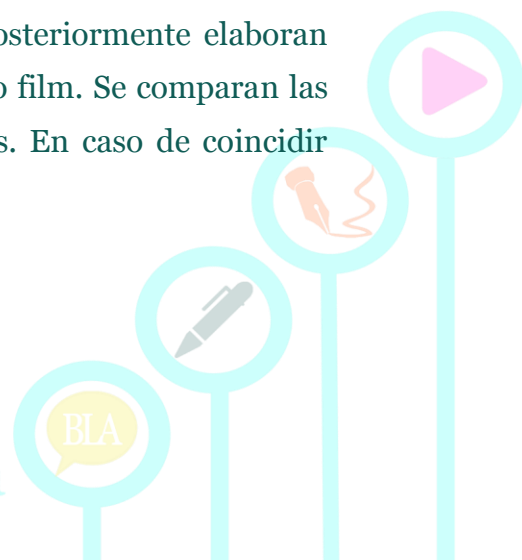 osteriormente elaboran
o film. Se comparan las
s. En caso de coincidir
BLA